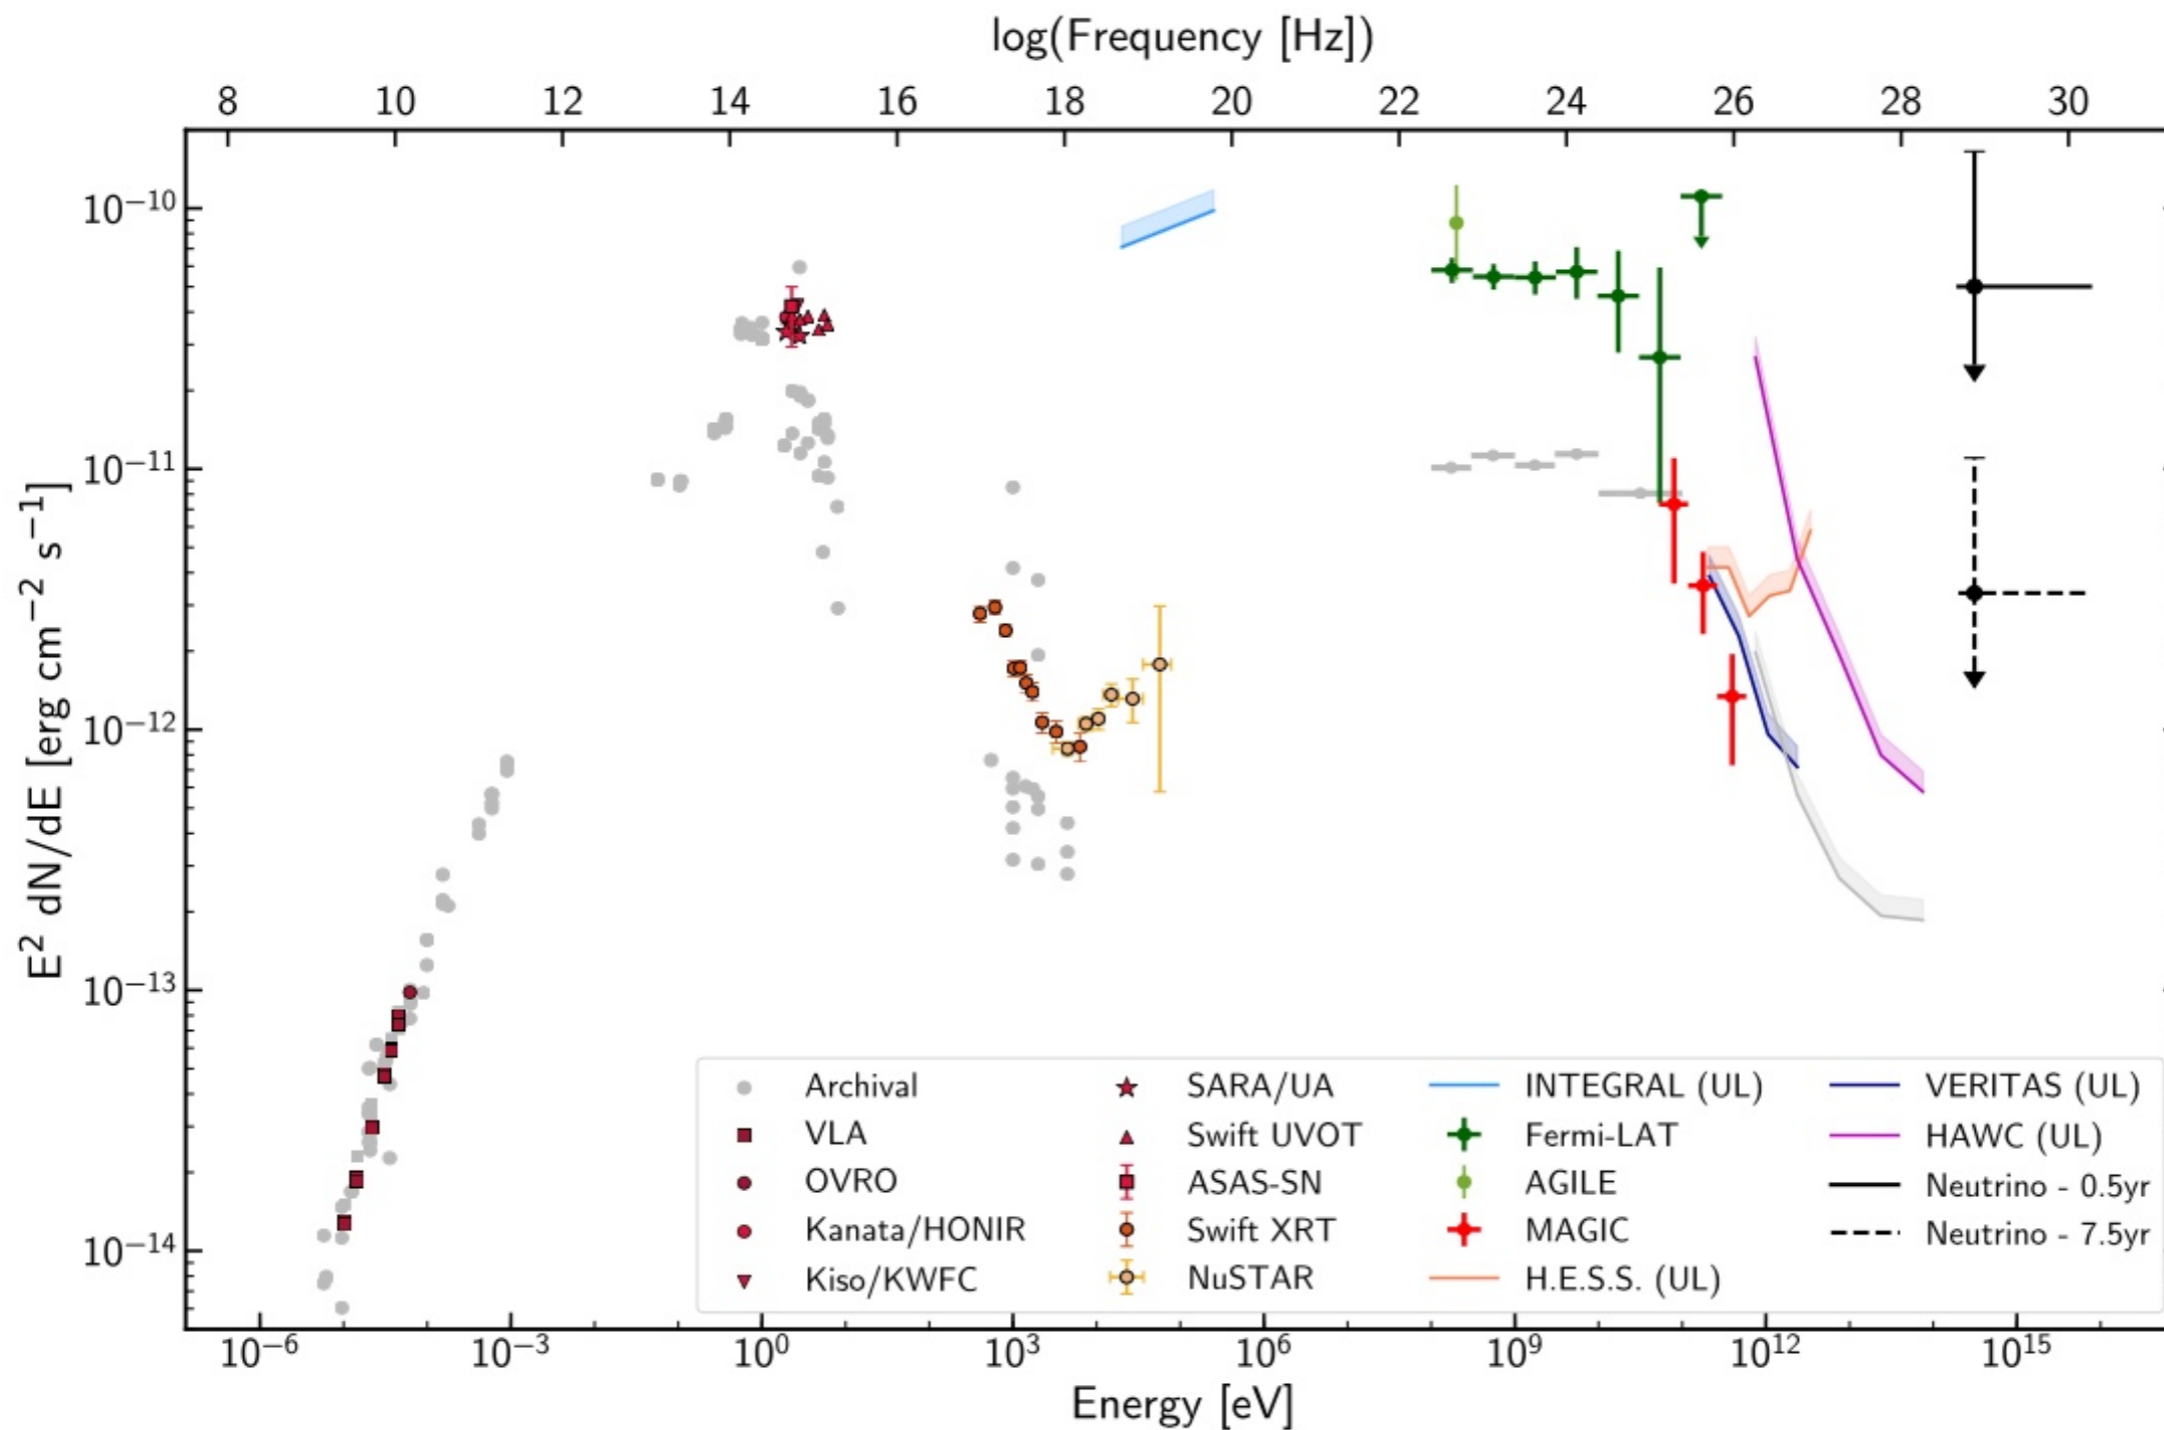 log(Frequency [Hz])
8 10 12 14 16 18 20 22 24 26 28 30
10−10
10−11
10−12
10−13
10−14
E2 dN/dE [erg cm−2 s−1]
Archival
VLA
OVRO
Kanata/HONIR
Kiso/KWFC
SARA/UA
Swift UVOT
ASAS-SN
Swift XRT
NuSTAR
INTEGRAL (UL)
Fermi-LAT
AGILE
MAGIC
H.E.S.S. (UL)
VERITAS (UL)
HAWC (UL)
Neutrino - 0.5yr
Neutrino - 7.5yr
10−6 10−3 100 103 106 109 1012 1015
Energy [eV]